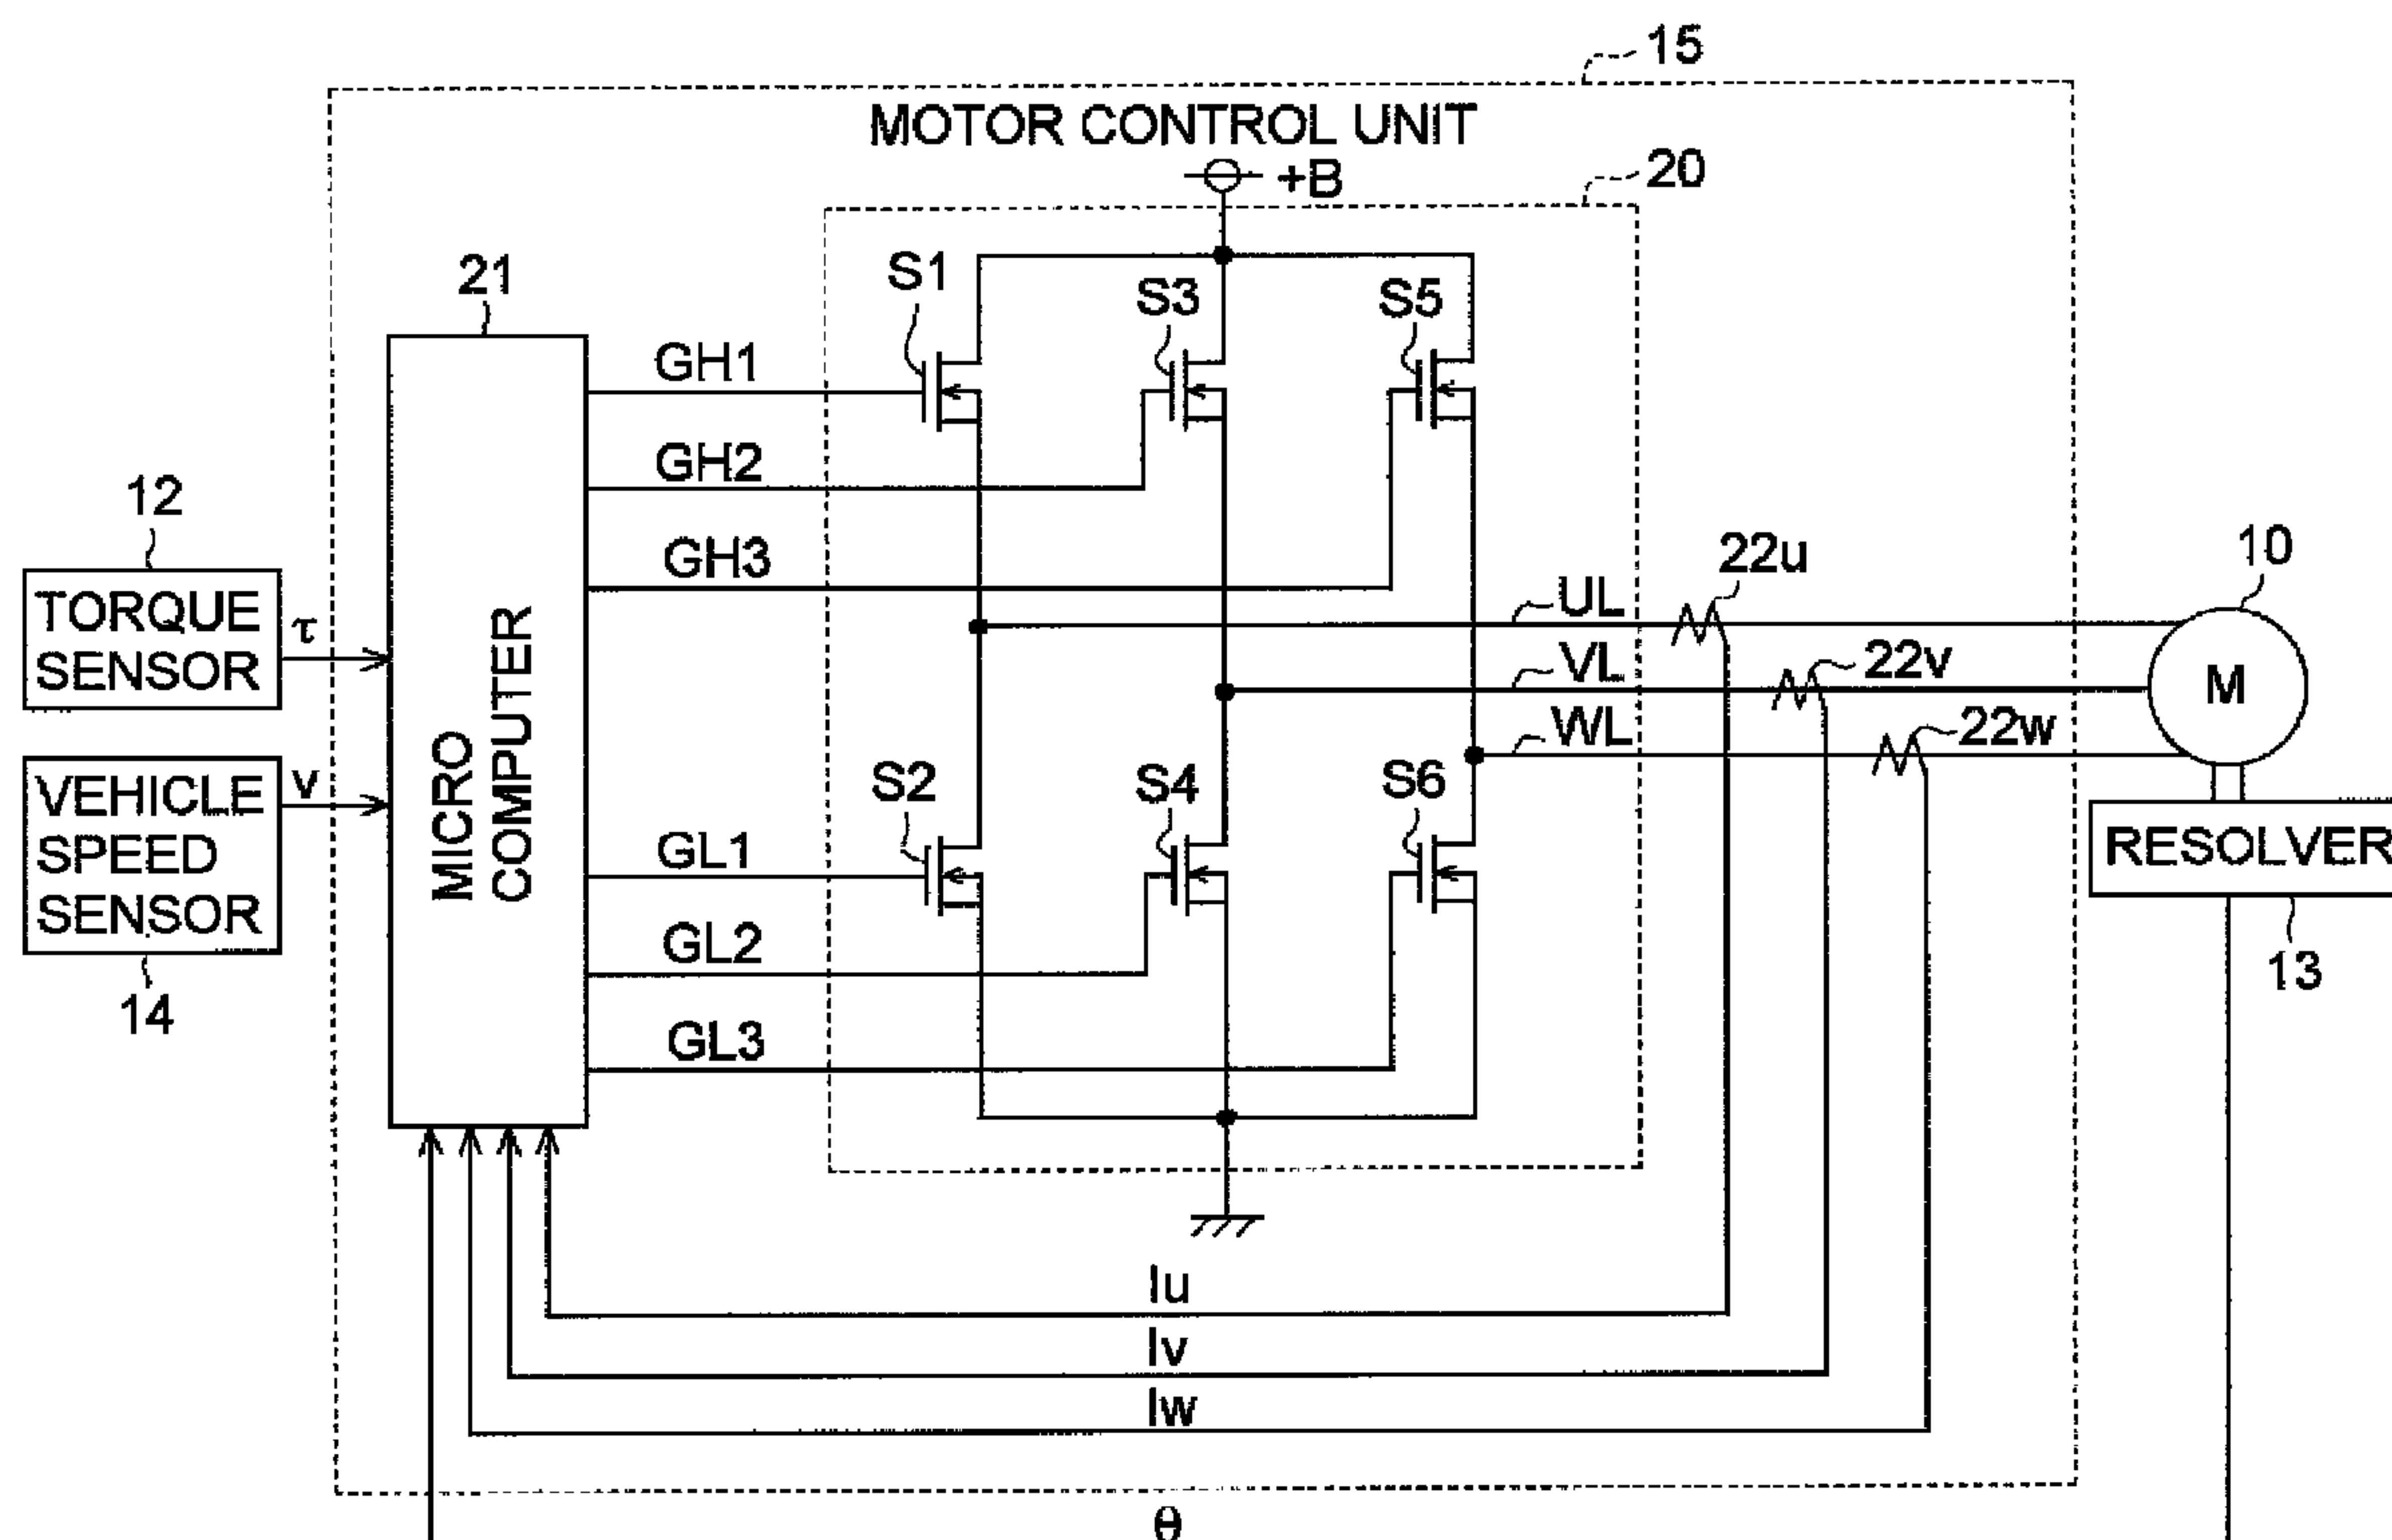 15
MOTOR CONTROL UNIT
+B
20
21
S1
S3
S5
GH1
GH2
GH3
12
TORQUE
SENSOR
τ
MICRO
COMPUTER
22u
10
UL
VL
22v
M
WL
22w
VEHICLE
SPEED
SENSOR
v
14
S2
S4
S6
GL1
GL2
GL3
RESOLVER
13
Iu
Iv
Iw
θ